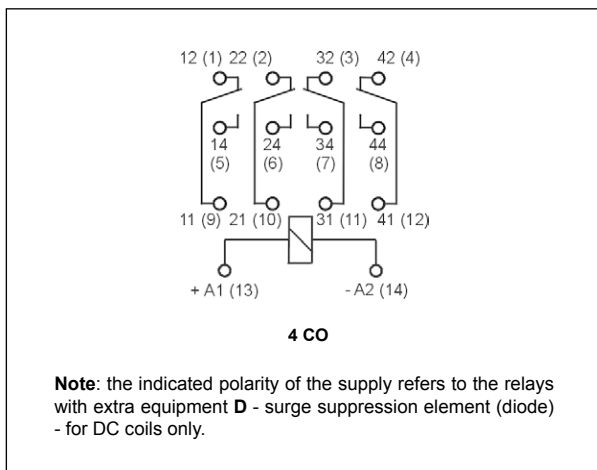 12 (1) 22 (2) 32 (3) 42 (4)
14 24 34 44
(5) (6) (7) (8)
11 (9) 21 (10) 31 (11) 41 (12)
+ A1 (13) - A2 (14)
4 CO
Note: the indicated polarity of the supply refers to the relays
with extra equipment D - surge suppression element (diode)
- for DC coils only.